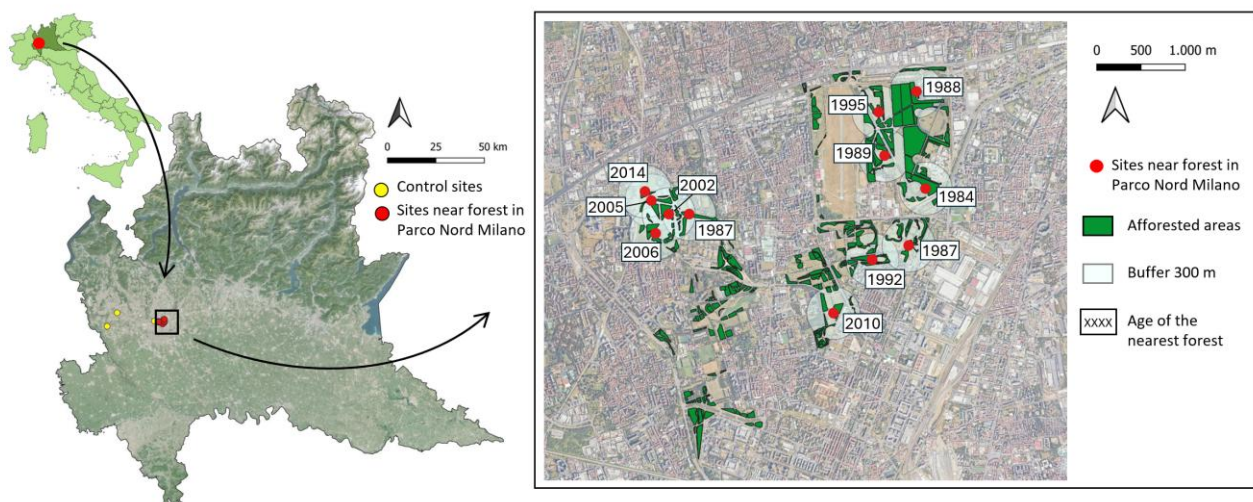 0 25 50 km
Control sites
Sites near forest in
Parco Nord Milano
1988
1995
1989
1984
2014
2002
2005
1987
2006
1987
1992
2010
0 500 1.000 m
Sites near forest in
Parco Nord Milano
Afforested areas
Buffer 300 m
xxxx Age of the
nearest forest